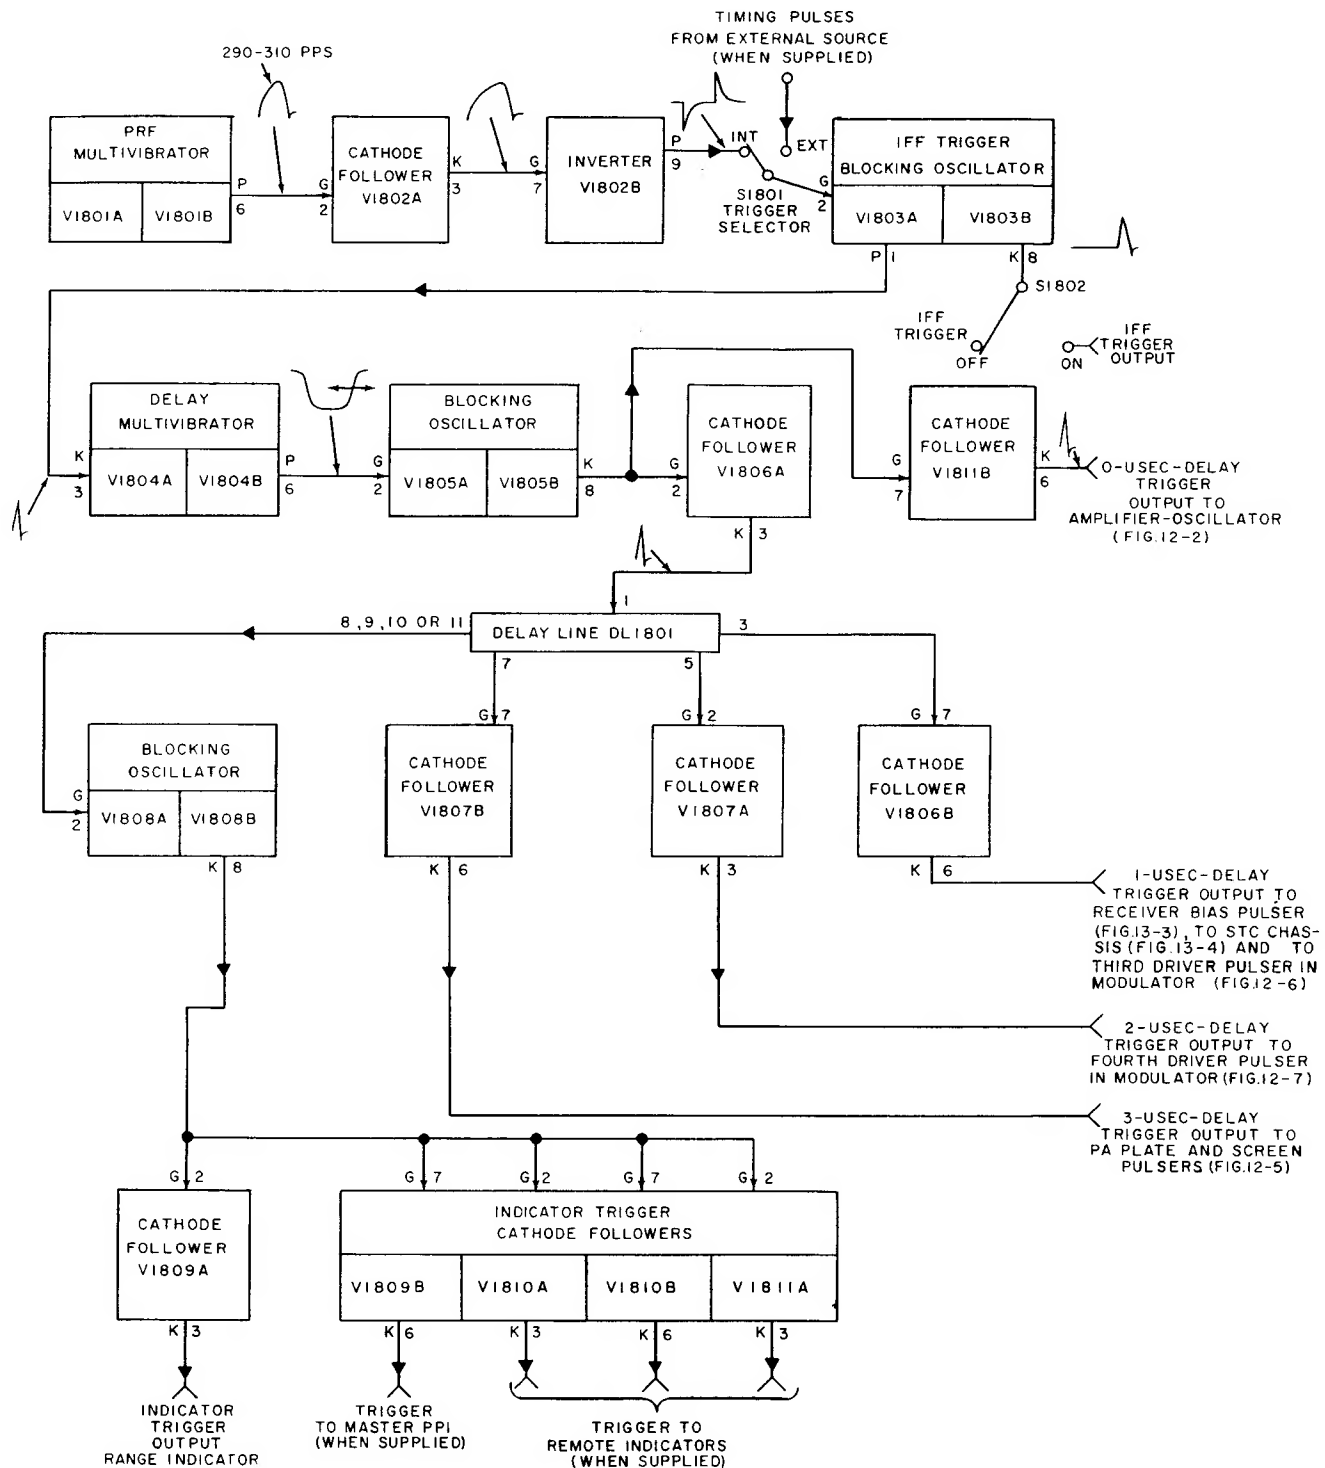 TIMING PULSES
FROM EXTERNAL SOURCE
(WHEN SUPPLIED)
290-310 PPS
PRF
MULTIVIBRATOR
V1801A
V1801B
P
6
G
2
CATHODE
FOLLOWER
V1802A
K
3
G
7
INVERTER
V1802B
P
9
INT
EXT
S1801
TRIGGER
SELECTOR
G
2
IFF TRIGGER
BLOCKING OSCILLATOR
V1803A
V1803B
P 1
K 8
S1802
IFF
TRIGGER
OFF
ON
IFF
TRIGGER
OUTPUT
K
3
DELAY
MULTIVIBRATOR
V1804A
V1804B
P
6
G
2
BLOCKING
OSCILLATOR
V1805A
V1805B
K
8
G
2
CATHODE
FOLLOWER
V1806A
K 3
G
7
CATHODE
FOLLOWER
V1811B
K
6
0-USEC-DELAY
TRIGGER
OUTPUT TO
AMPLIFIER-OSCILLATOR
(FIG.12-2)
1
8,9,10 OR 11
DELAY LINE DL1801
3
7
5
G
2
BLOCKING
OSCILLATOR
V1808A
V1808B
K 8
G 7
CATHODE
FOLLOWER
V1807B
K 6
G 2
CATHODE
FOLLOWER
V1807A
K 3
G 7
CATHODE
FOLLOWER
V1806B
K 6
1-USEC-DELAY
TRIGGER OUTPUT TO
RECEIVER BIAS PULSER
(FIG.13-3), TO STC CHAS-
SIS (FIG.13-4) AND TO
THIRD DRIVER PULSER IN
MODULATOR (FIG.12-6)
2-USEC-DELAY
TRIGGER OUTPUT TO
FOURTH DRIVER PULSER
IN MODULATOR (FIG.12-7)
3-USEC-DELAY
TRIGGER OUTPUT TO
PA PLATE AND SCREEN
PULSERS (FIG.12-5)
G 2
CATHODE
FOLLOWER
V1809A
K 3
G 7
G 2
G 7
G 2
INDICATOR TRIGGER
CATHODE FOLLOWERS
V1809B
V1810A
V1810B
V1811A
K 6
K 3
K 6
K 3
INDICATOR
TRIGGER
OUTPUT
RANGE INDICATOR
TRIGGER
TO MASTER PPI
(WHEN SUPPLIED)
TRIGGER TO
REMOTE INDICATORS
(WHEN SUPPLIED)